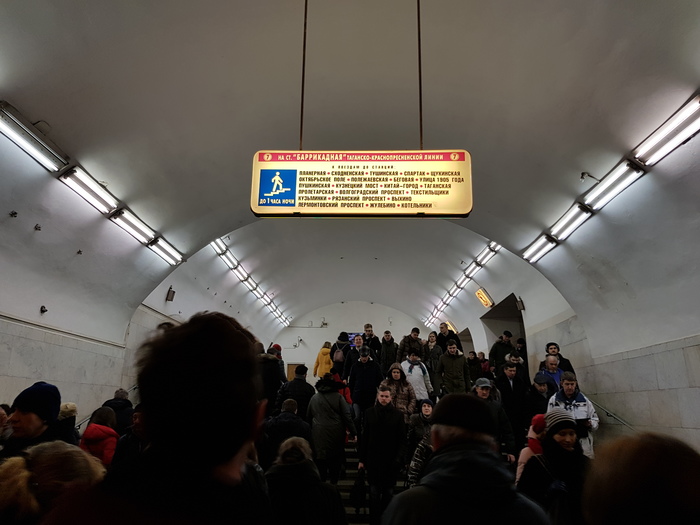 7 НА СТ. "БАРРИКАДНАЯ" ТАГАНСКО-КРАСНОПРЕСНЕНСКОЙ ЛИНИИ 7
К ПОЕЗДАМ ДО СТАНЦИЙ:
ПЛАНЕРНАЯ • СХОДНЕНСКАЯ • ТУШИНСКАЯ • СПАРТАК • ЩУКИНСКАЯ
ОКТЯБРЬСКОЕ ПОЛЕ • ПОЛЕЖАЕВСКАЯ • БЕГОВАЯ • УЛИЦА 1905 ГОДА
ПУШКИНСКАЯ • КУЗНЕЦКИЙ МОСТ • КИТАЙ-ГОРОД • ТАГАНСКАЯ
ПРОЛЕТАРСКАЯ • ВОЛГОГРАДСКИЙ ПРОСПЕКТ • ТЕКСТИЛЬЩИКИ
КУЗЬМИНКИ • РЯЗАНСКИЙ ПРОСПЕКТ • ВЫХИНО
ЛЕРМОНТОВСКИЙ ПРОСПЕКТ • ЖУЛЕБИНО • КОТЕЛЬНИКИ
ДО 1 ЧАСА НОЧИ